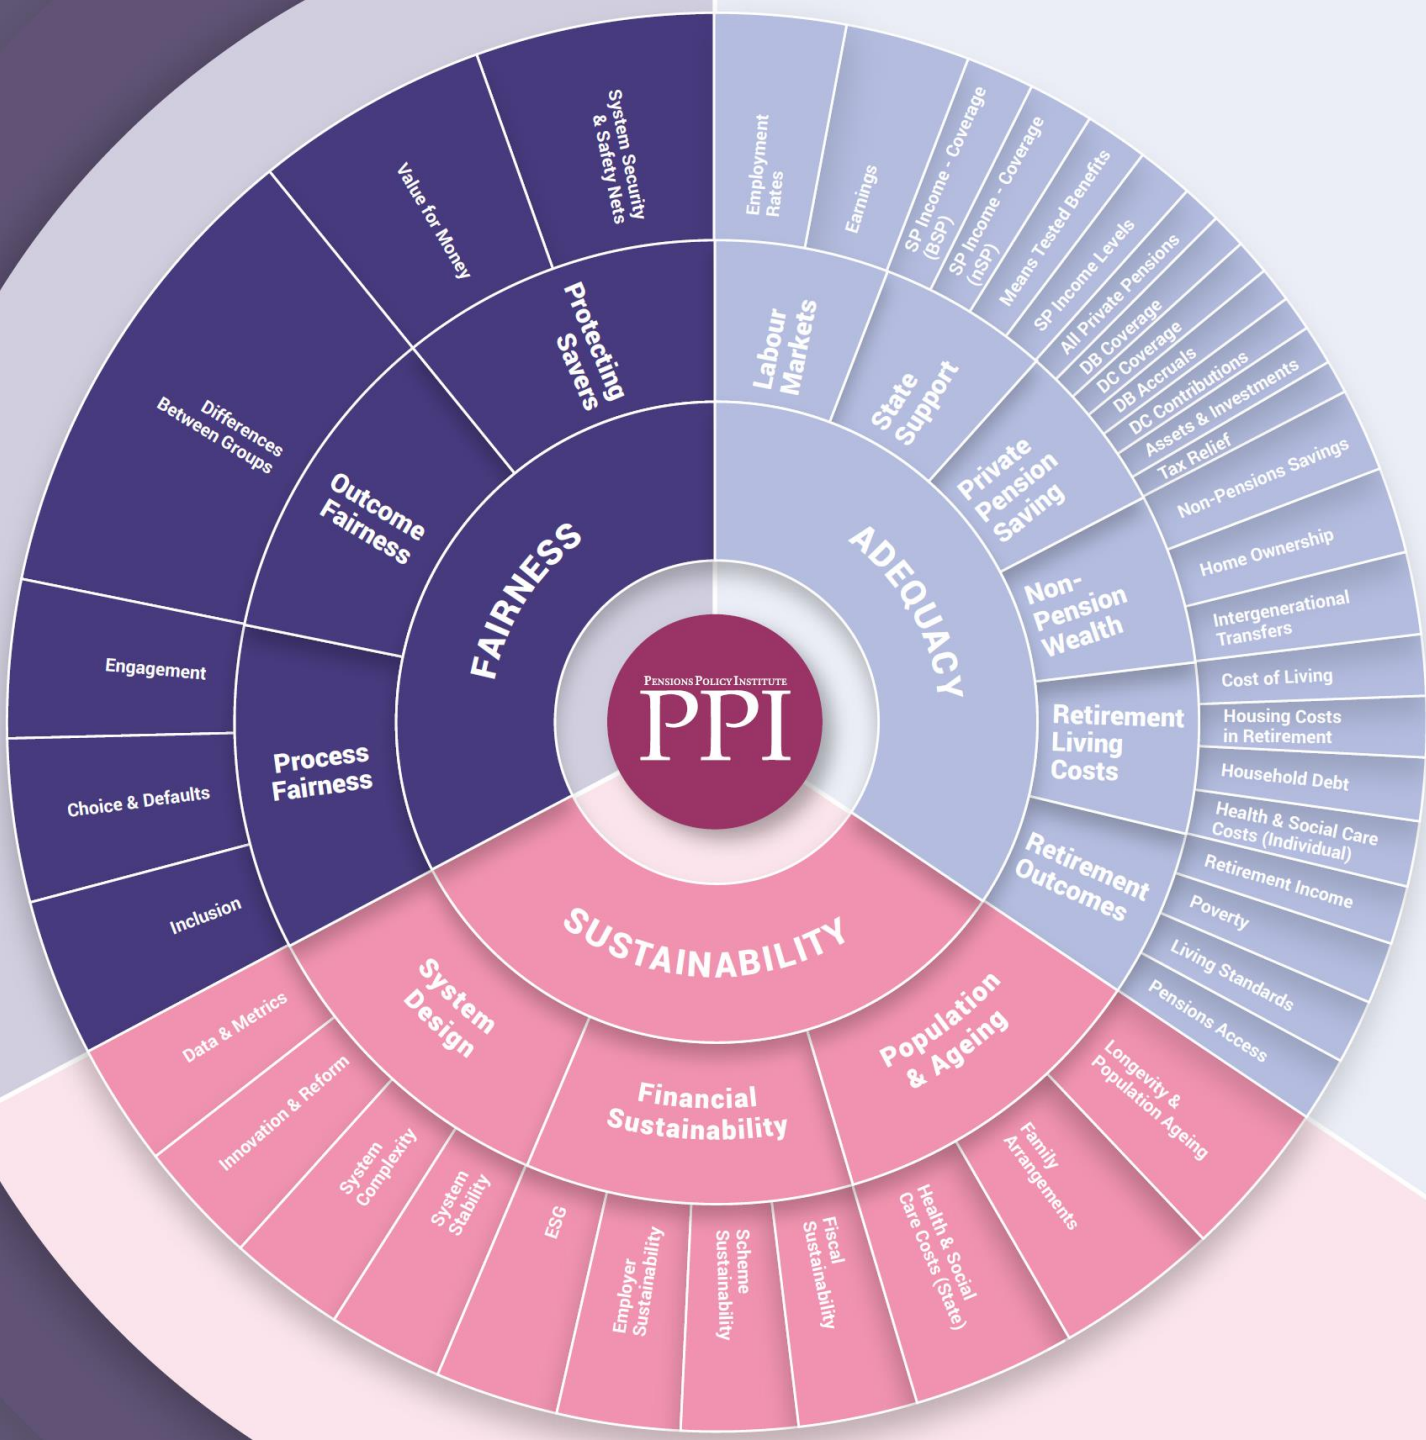 PENSIONS POLICY INSTITUTE
PPI
ADEQUACY
Labour
Markets
Employment
Rates
Earnings
State
Support
SP Income - Coverage
(BSP)
SP Income - Coverage
(nSP)
Means Tested Benefits
SP Income Levels
Private
Pension
Saving
All Private Pensions
DB Coverage
DC Coverage
DB Accruals
DC Contributions
Assets & Investments
Tax Relief
Non-
Pension
Wealth
Non-Pensions Savings
Home Ownership
Intergenerational
Transfers
Retirement
Living
Costs
Cost of Living
Housing Costs
in Retirement
Household Debt
Health & Social Care
Costs (Individual)
Retirement
Outcomes
Retirement Income
Poverty
Living Standards
Pensions Access
SUSTAINABILITY
Population
& Ageing
Longevity &
Population Ageing
Family
Arrangements
Health & Social
Care Costs (State)
Financial
Sustainability
Fiscal
Sustainability
Scheme
Sustainability
Employer
Sustainability
ESG
System
Design
System
Stability
System
Complexity
Innovation & Reform
Data & Metrics
FAIRNESS
Process
Fairness
Inclusion
Choice & Defaults
Engagement
Outcome
Fairness
Differences
Between Groups
Protecting
Savers
Value for Money
System Security
& Safety Nets